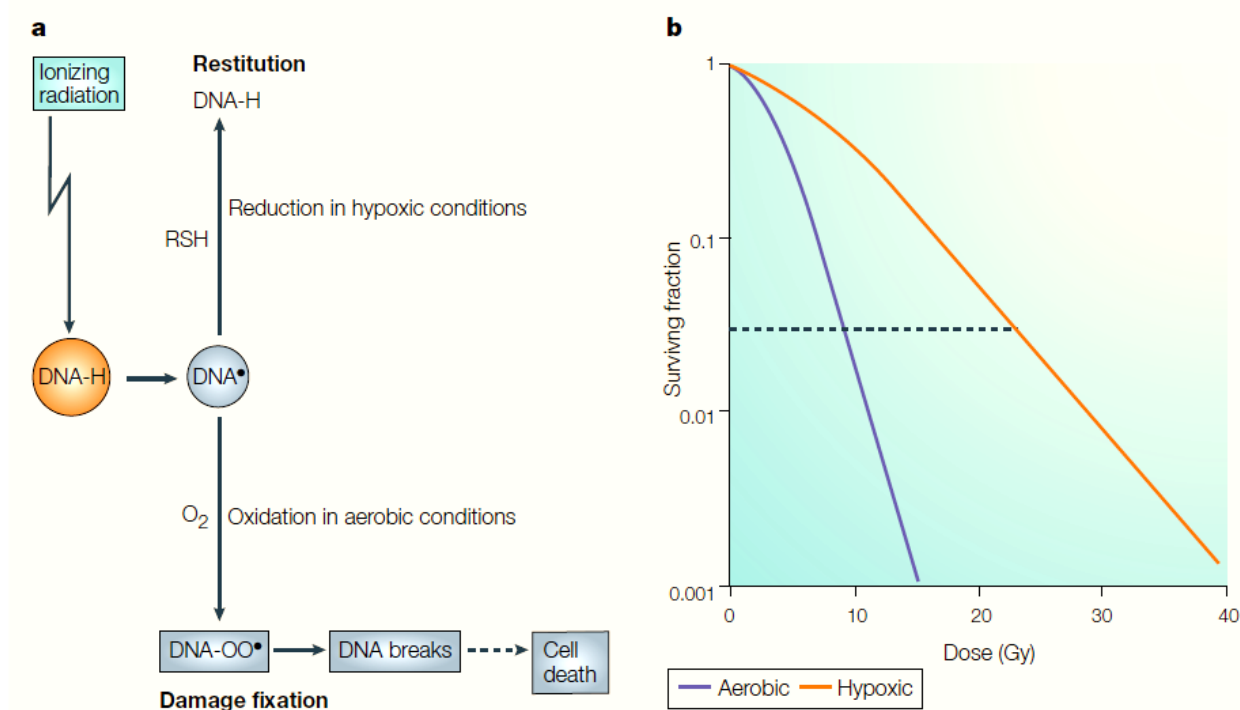 a
Ionizing
radiation
Restitution
DNA-H
Reduction in hypoxic conditions
RSH
DNA-H
DNA•
O2
Oxidation in aerobic conditions
DNA-OO•
DNA breaks
Cell
death
Damage fixation
b
Survivng fraction
1
0.1
0.01
0.001
0
10
20
30
40
Dose (Gy)
Aerobic
Hypoxic